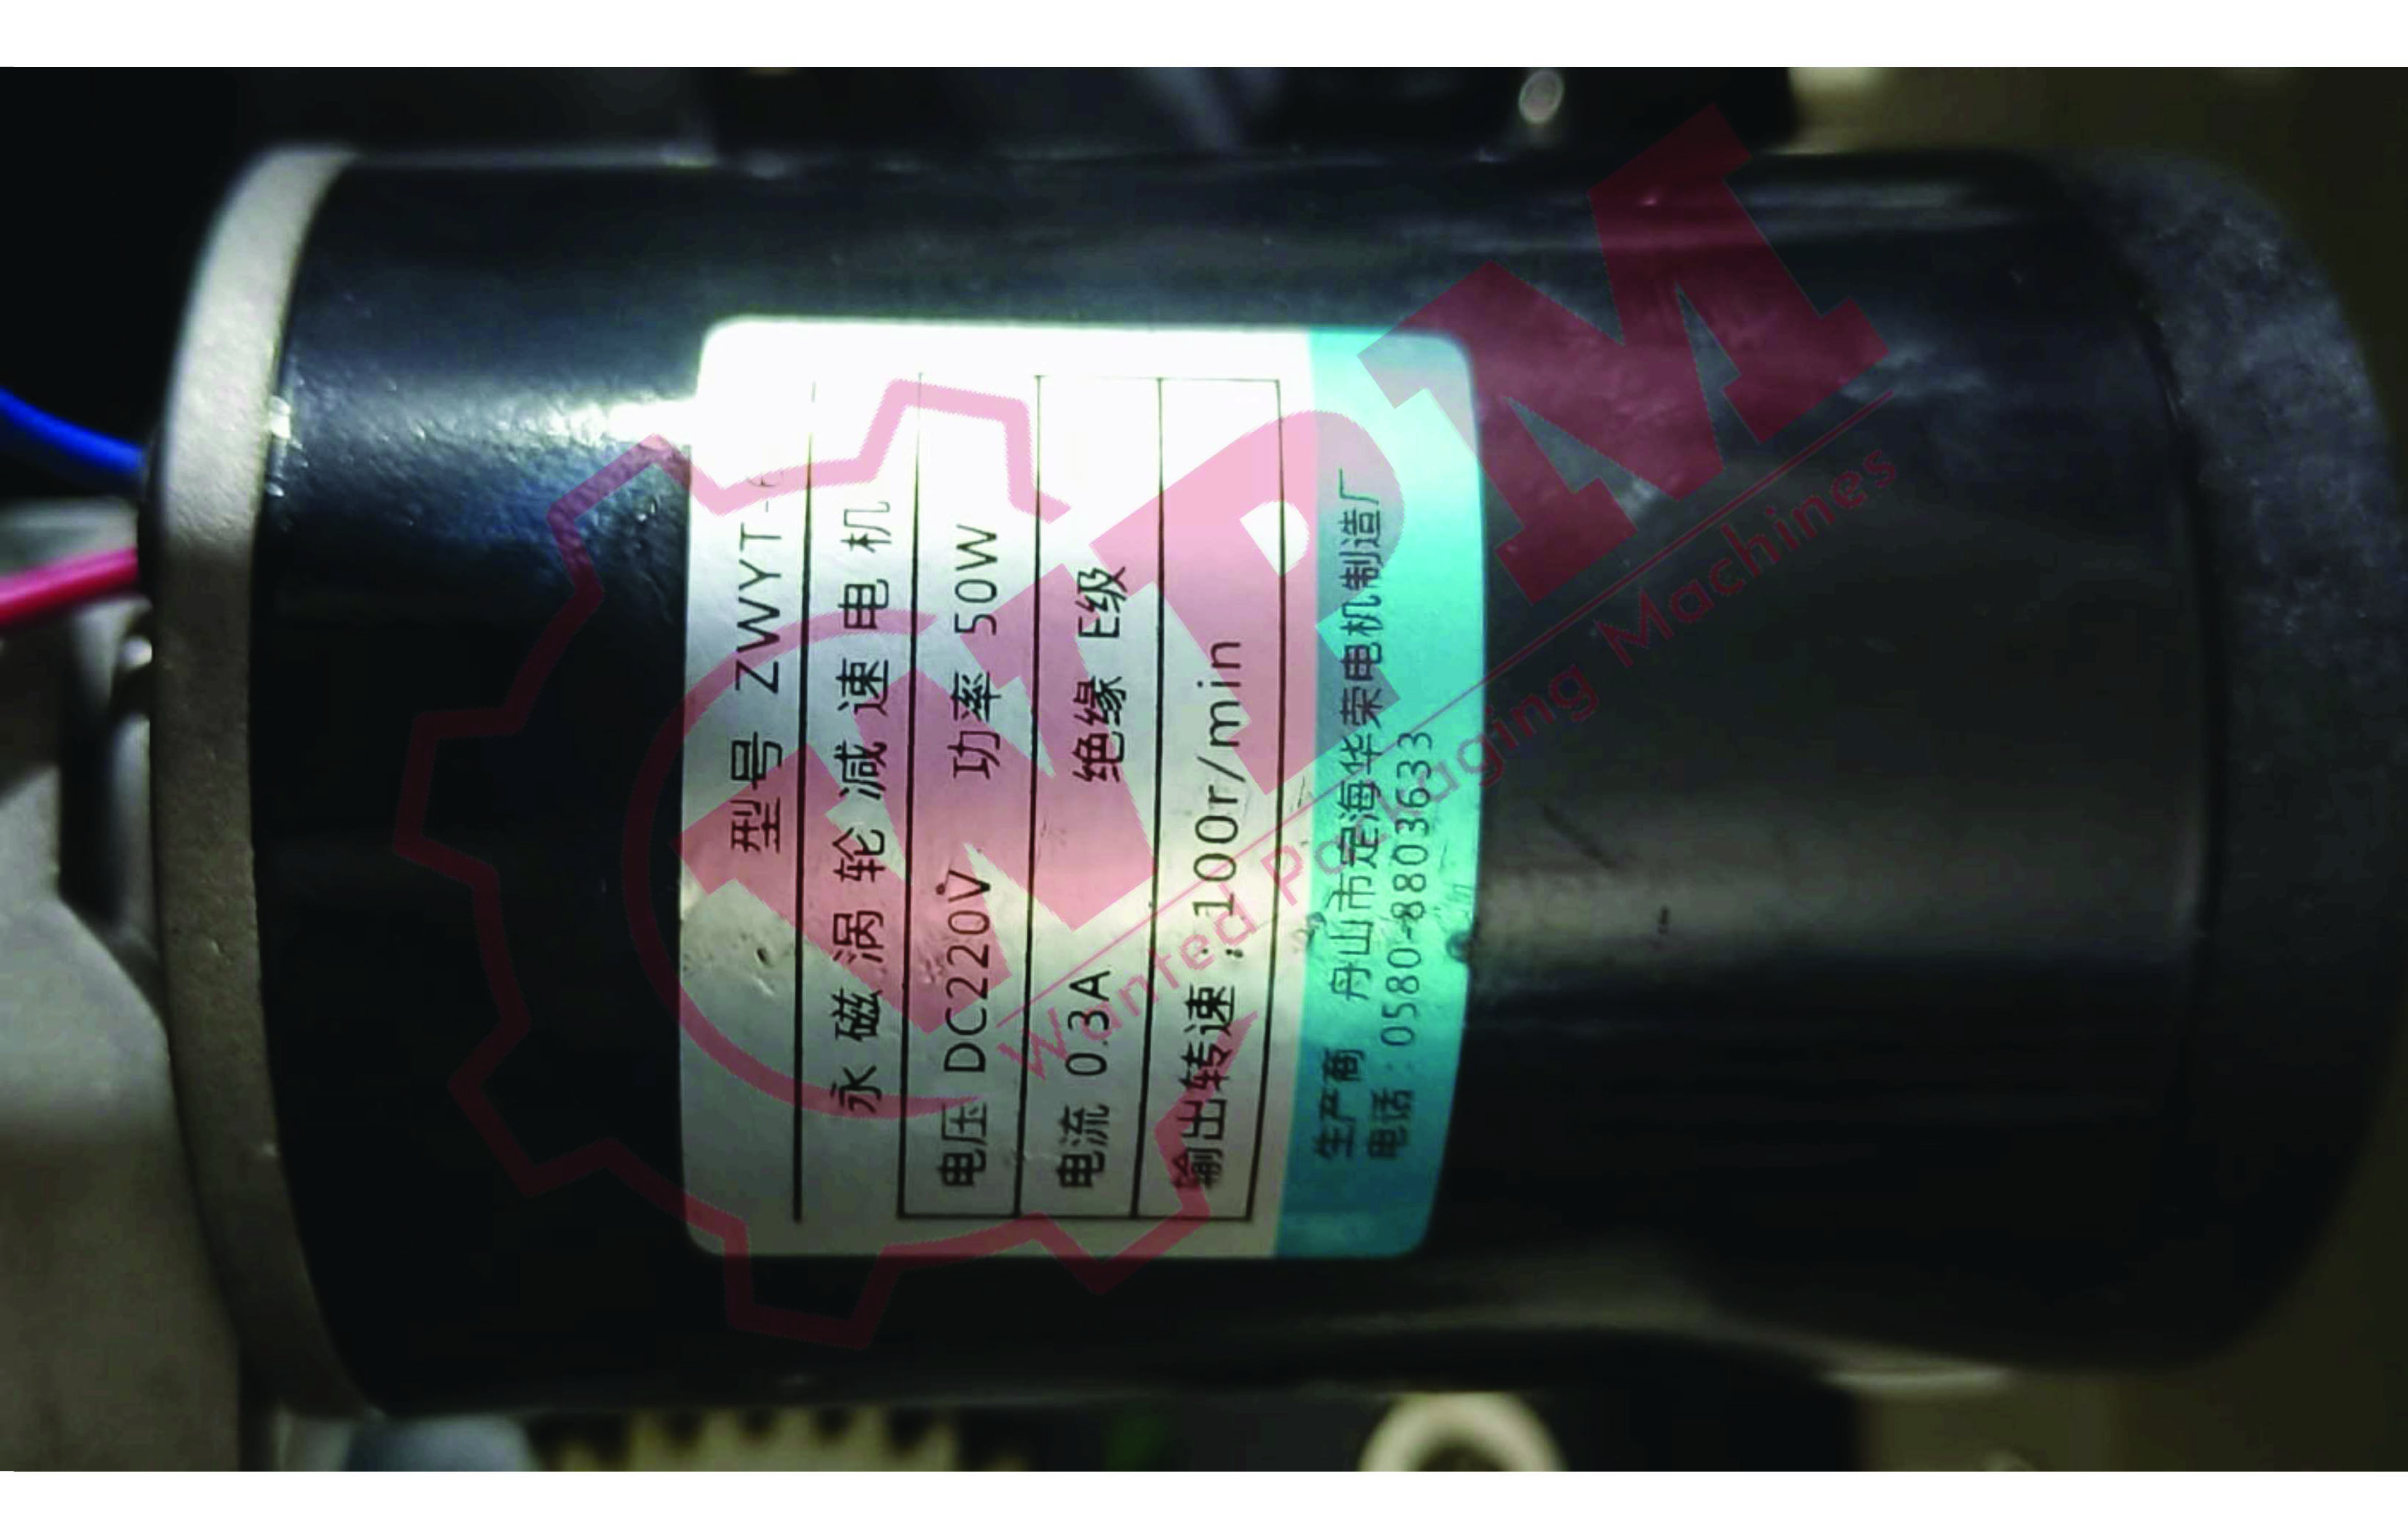 型号 ZWYT-
永磁涡轮减速电机
电压 DC220V 功率 50W
电流 0.3A 绝缘 E级
输出转速：100r/min
生产商 舟山市定海华荣电机制造厂
电话：0580-8803633
WPM
Wanted Packaging Machines